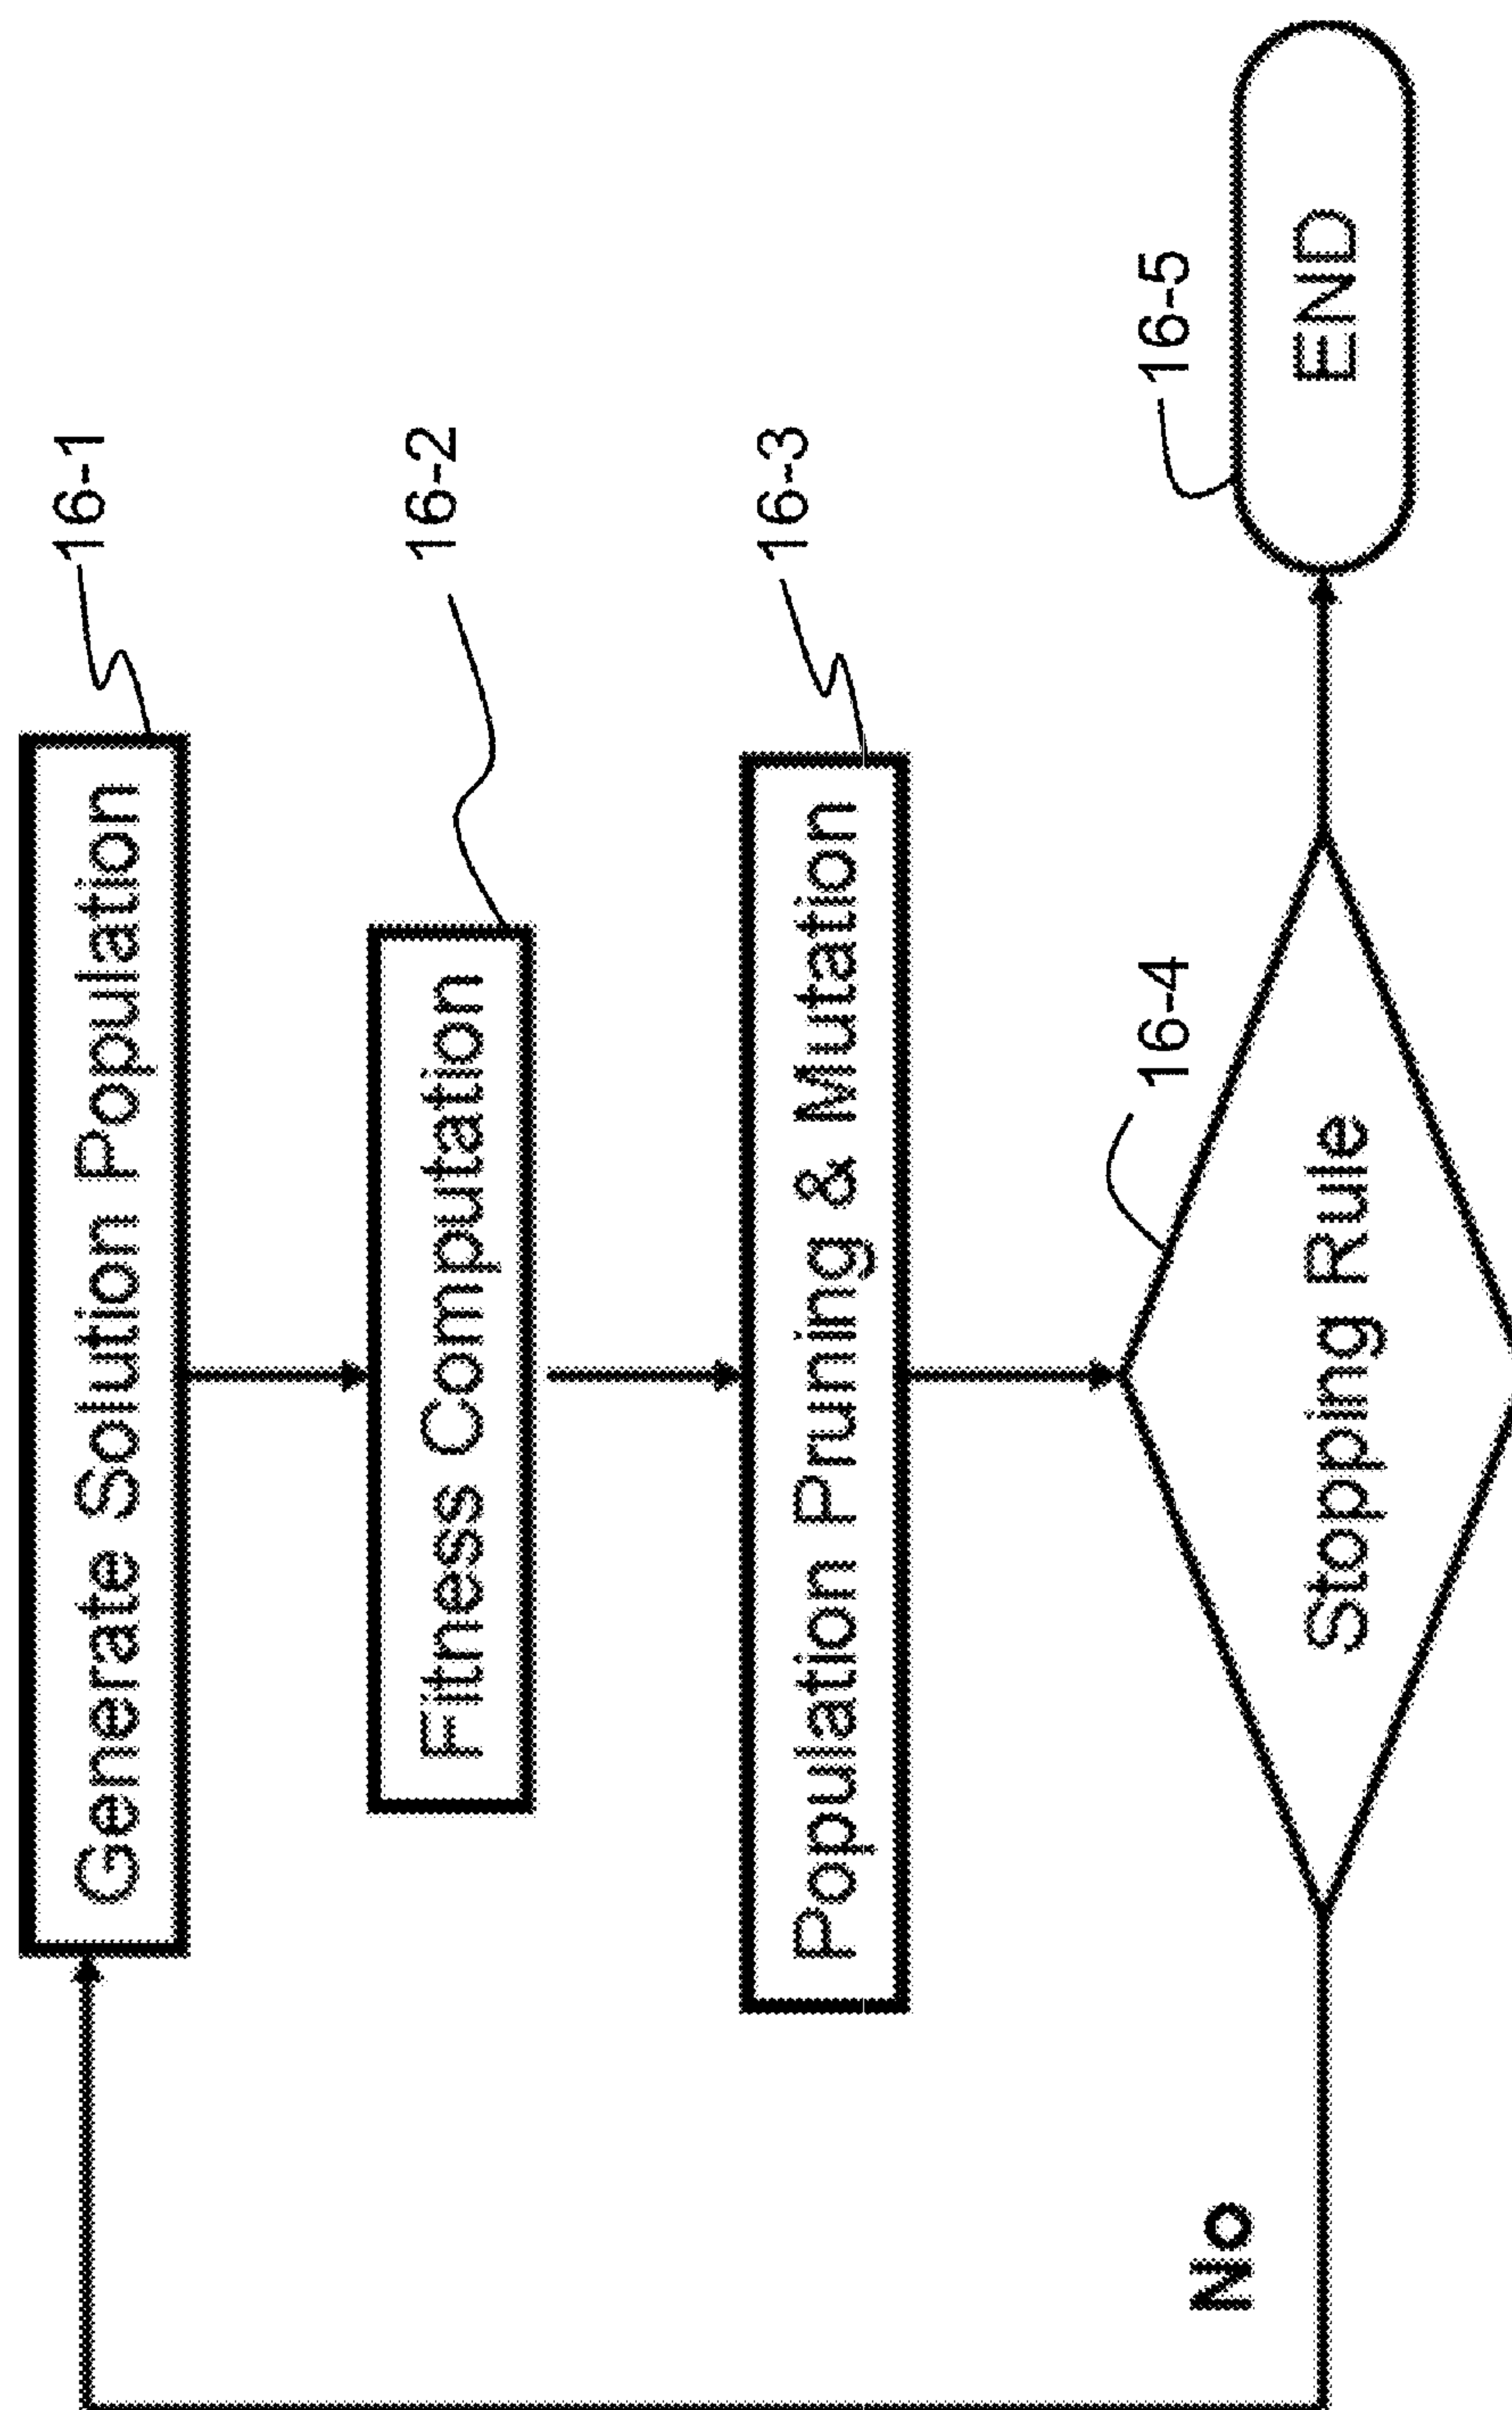 Generate Solution Population
16-1
Fitness Computation
16-2
Population Pruning & Mutation
16-3
Stopping Rule
16-4
No
END
16-5